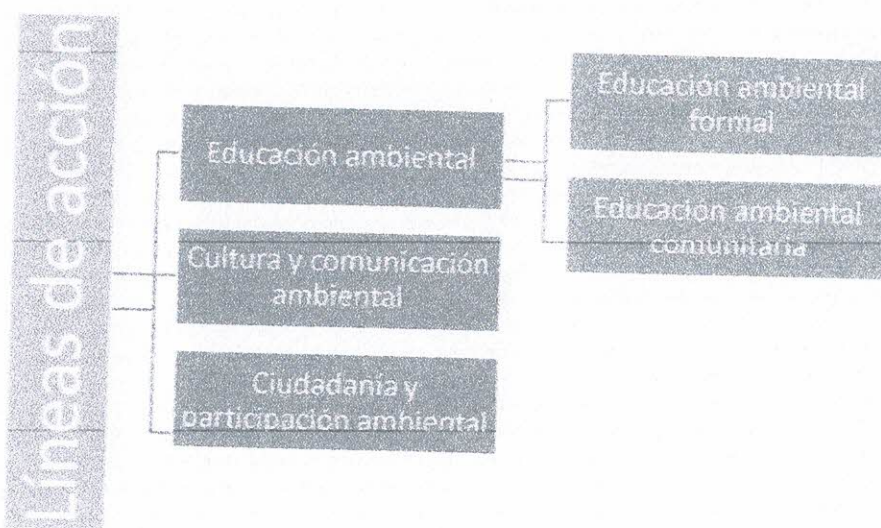 Líneas de acción
Educación ambiental
Cultura y comunicación
ambiental
Ciudadanía y
participación ambiental
Educación ambiental
formal
Educación ambiental
comunitaria